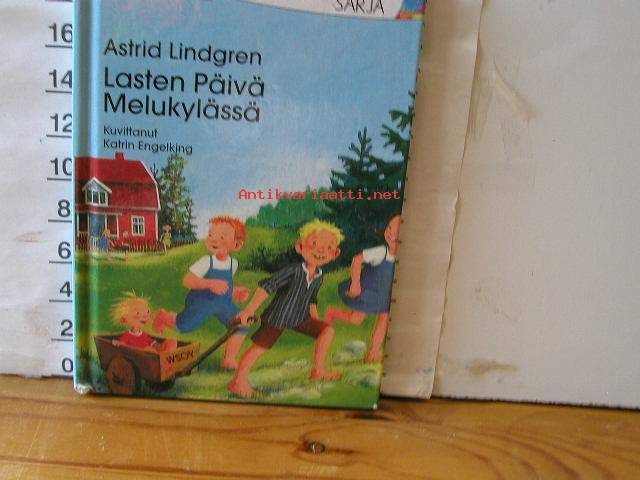 SARJA
Astrid Lindgren
Lasten Päivä
Melukylässä
Kuvittanut
Katrin Engelking
Antikvariaatti.net
WSOY
16
14
12
10
8
6
4
2
0